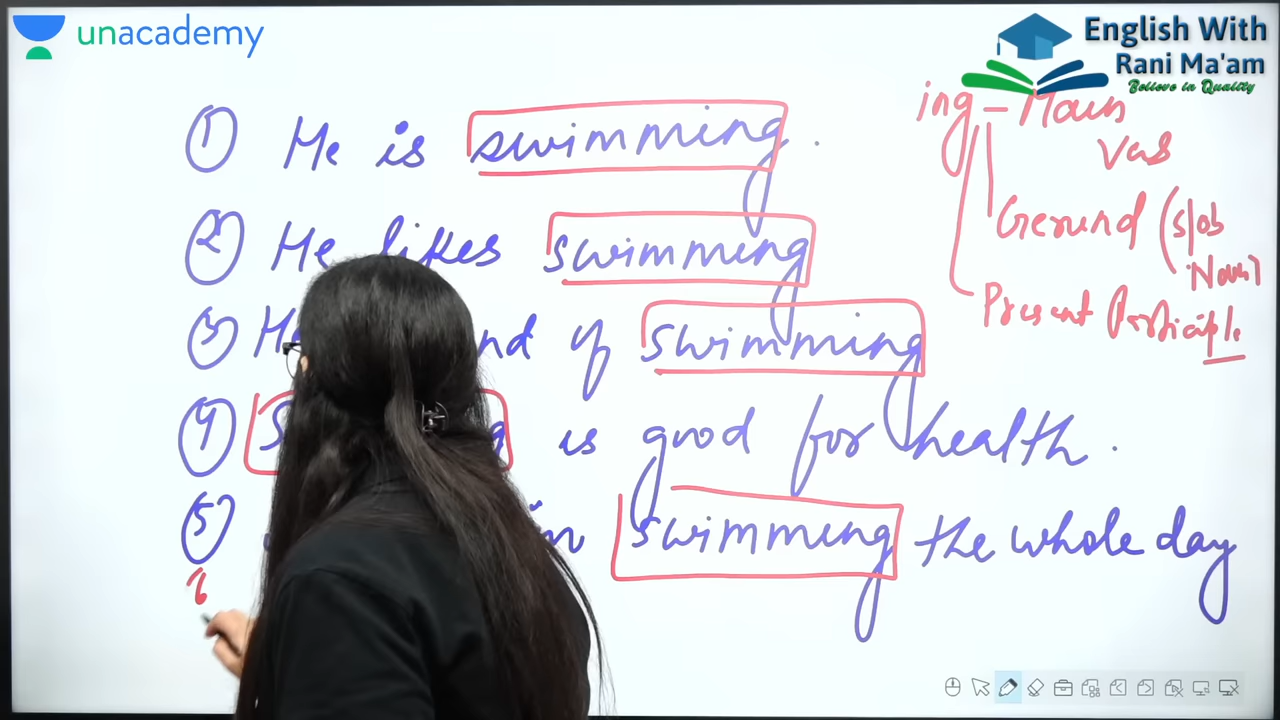 unacademy
English With
Rani Ma'am
Believe in Quality
ing - Main
① He is swimming.
② He likes swimming
Gerund (s/ob
Noun)
③ He nd of swimming
Present Participle
④ S g is good for health.
⑤ in swimming the whole day